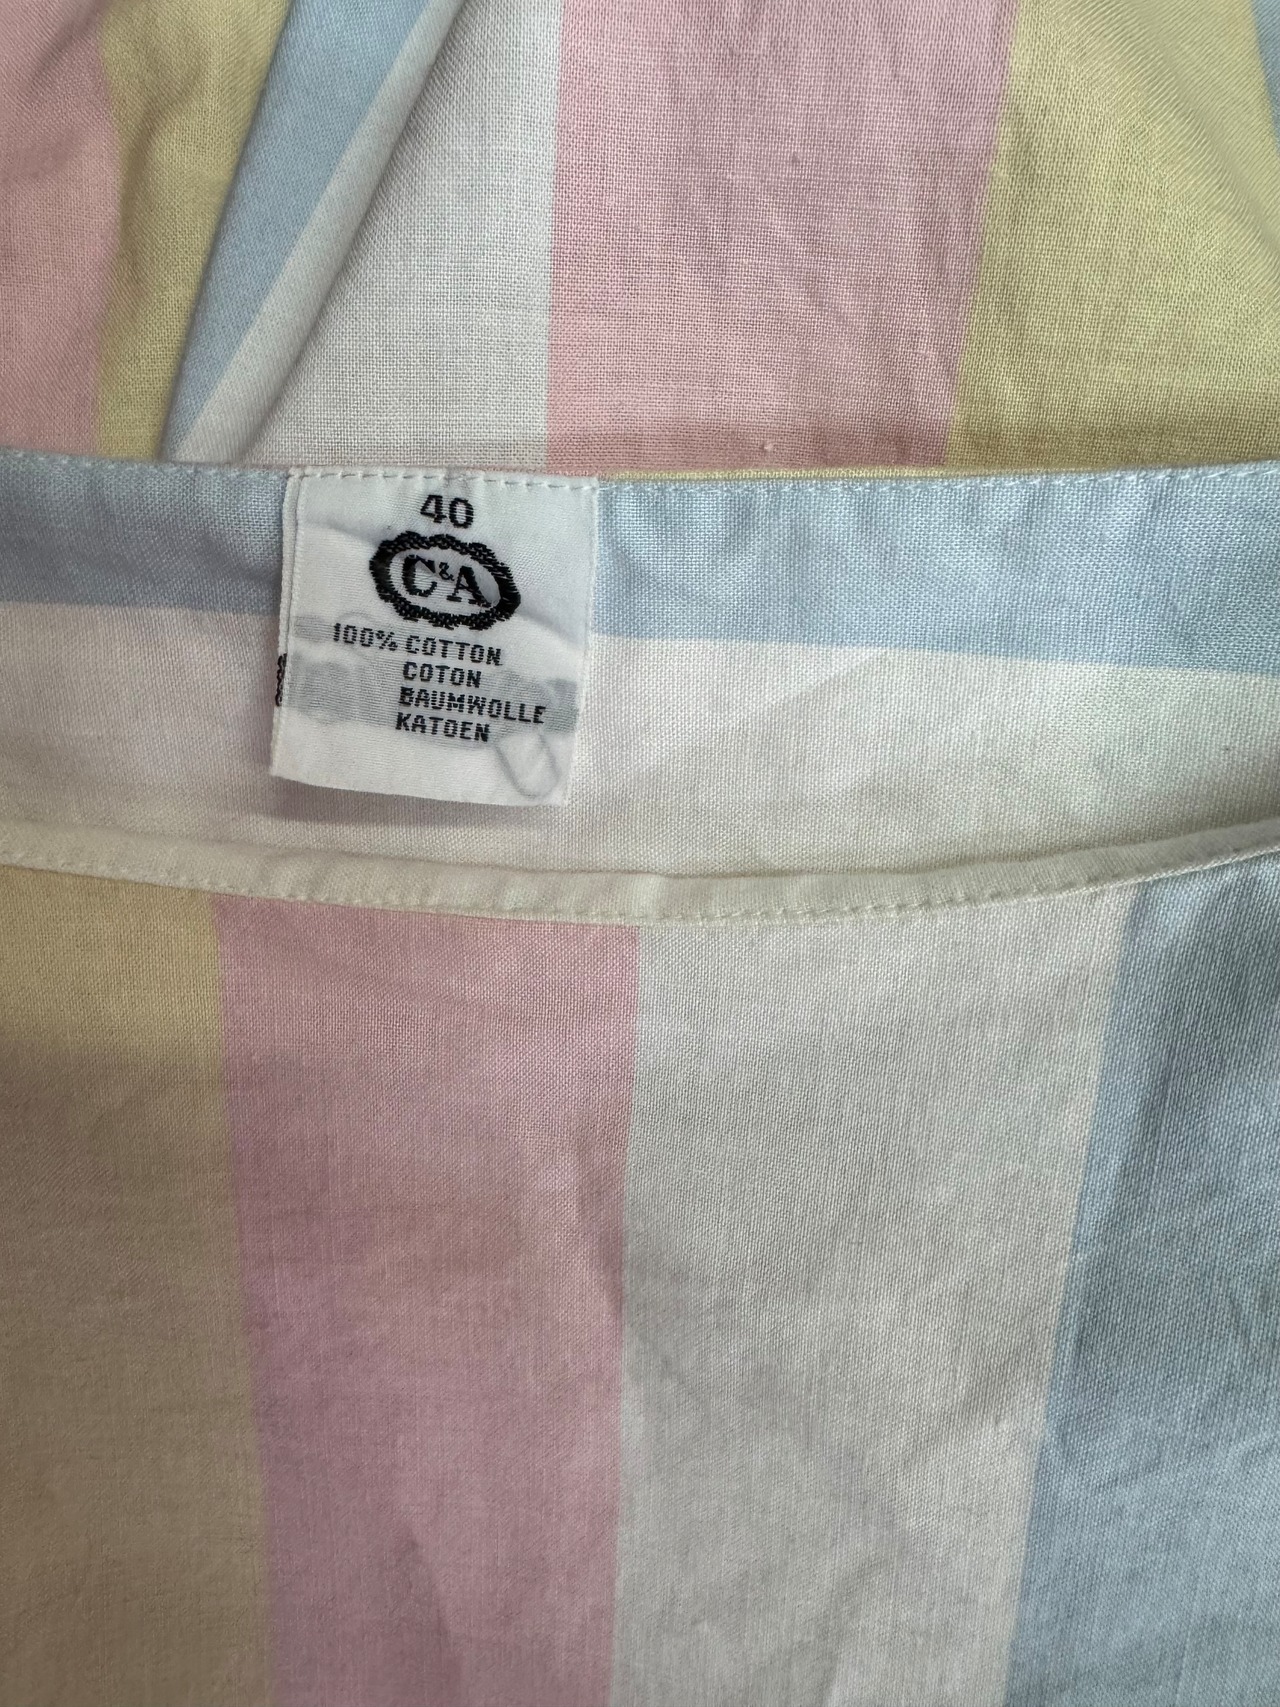 40
C&A
100% COTTON
COTON
BAUMWOLLE
KATOEN